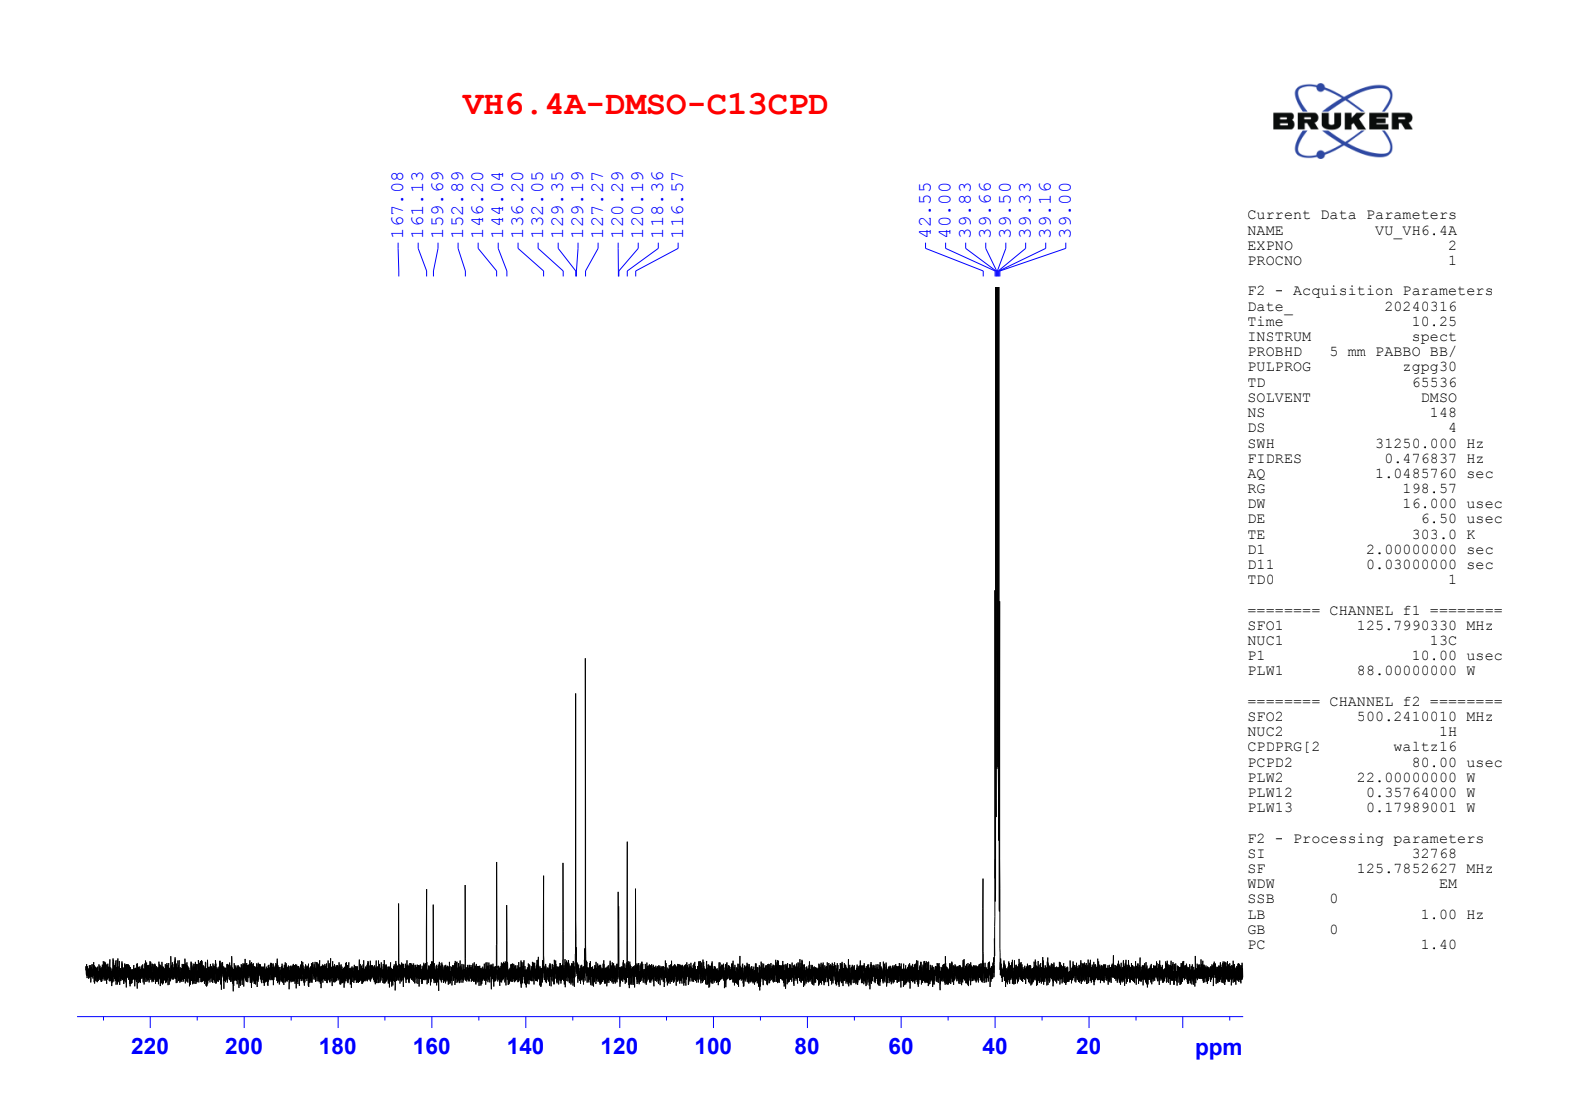 VH6.4A-DMSO-C13CPD
BRUKER
167.08
161.13
159.69
152.89
146.20
144.04
136.20
132.05
129.35
129.19
127.27
120.29
120.19
118.36
116.57
42.55
40.00
39.83
39.66
39.50
39.33
39.16
39.00
Current Data Parameters
NAME VU_VH6.4A
EXPNO 2
PROCNO 1
F2 - Acquisition Parameters
Date_ 20240316
Time 10.25
INSTRUM spect
PROBHD 5 mm PABBO BB/
PULPROG zgpg30
TD 65536
SOLVENT DMSO
NS 148
DS 4
SWH 31250.000 Hz
FIDRES 0.476837 Hz
AQ 1.0485760 sec
RG 198.57
DW 16.000 usec
DE 6.50 usec
TE 303.0 K
D1 2.00000000 sec
D11 0.03000000 sec
TD0 1
======== CHANNEL f1 ========
SFO1 125.7990330 MHz
NUC1 13C
P1 10.00 usec
PLW1 88.00000000 W
======== CHANNEL f2 ========
SFO2 500.2410010 MHz
NUC2 1H
CPDPRG[2 waltz16
PCPD2 80.00 usec
PLW2 22.00000000 W
PLW12 0.35764000 W
PLW13 0.17989001 W
F2 - Processing parameters
SI 32768
SF 125.7852627 MHz
WDW EM
SSB 0
LB 1.00 Hz
GB 0
PC 1.40
220 200 180 160 140 120 100 80 60 40 20 ppm